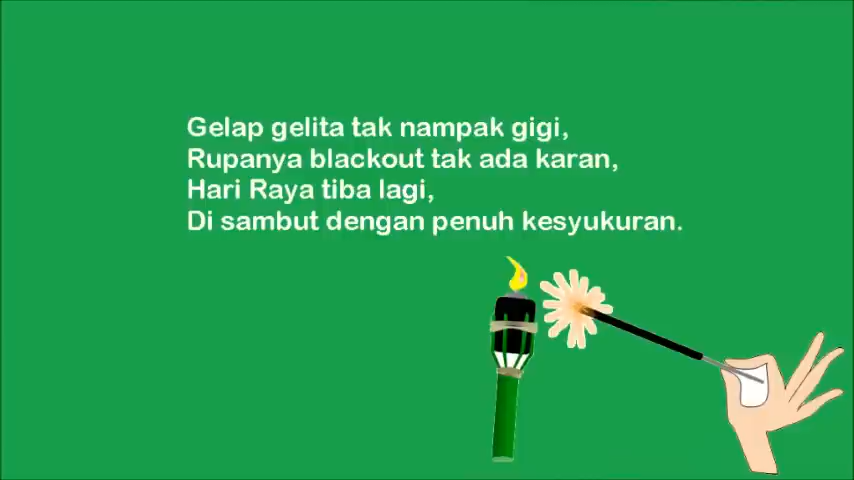 Gelap gelita tak nampak gigi,
Rupanya blackout tak ada karan,
Hari Raya tiba lagi,
Di sambut dengan penuh kesyukuran.